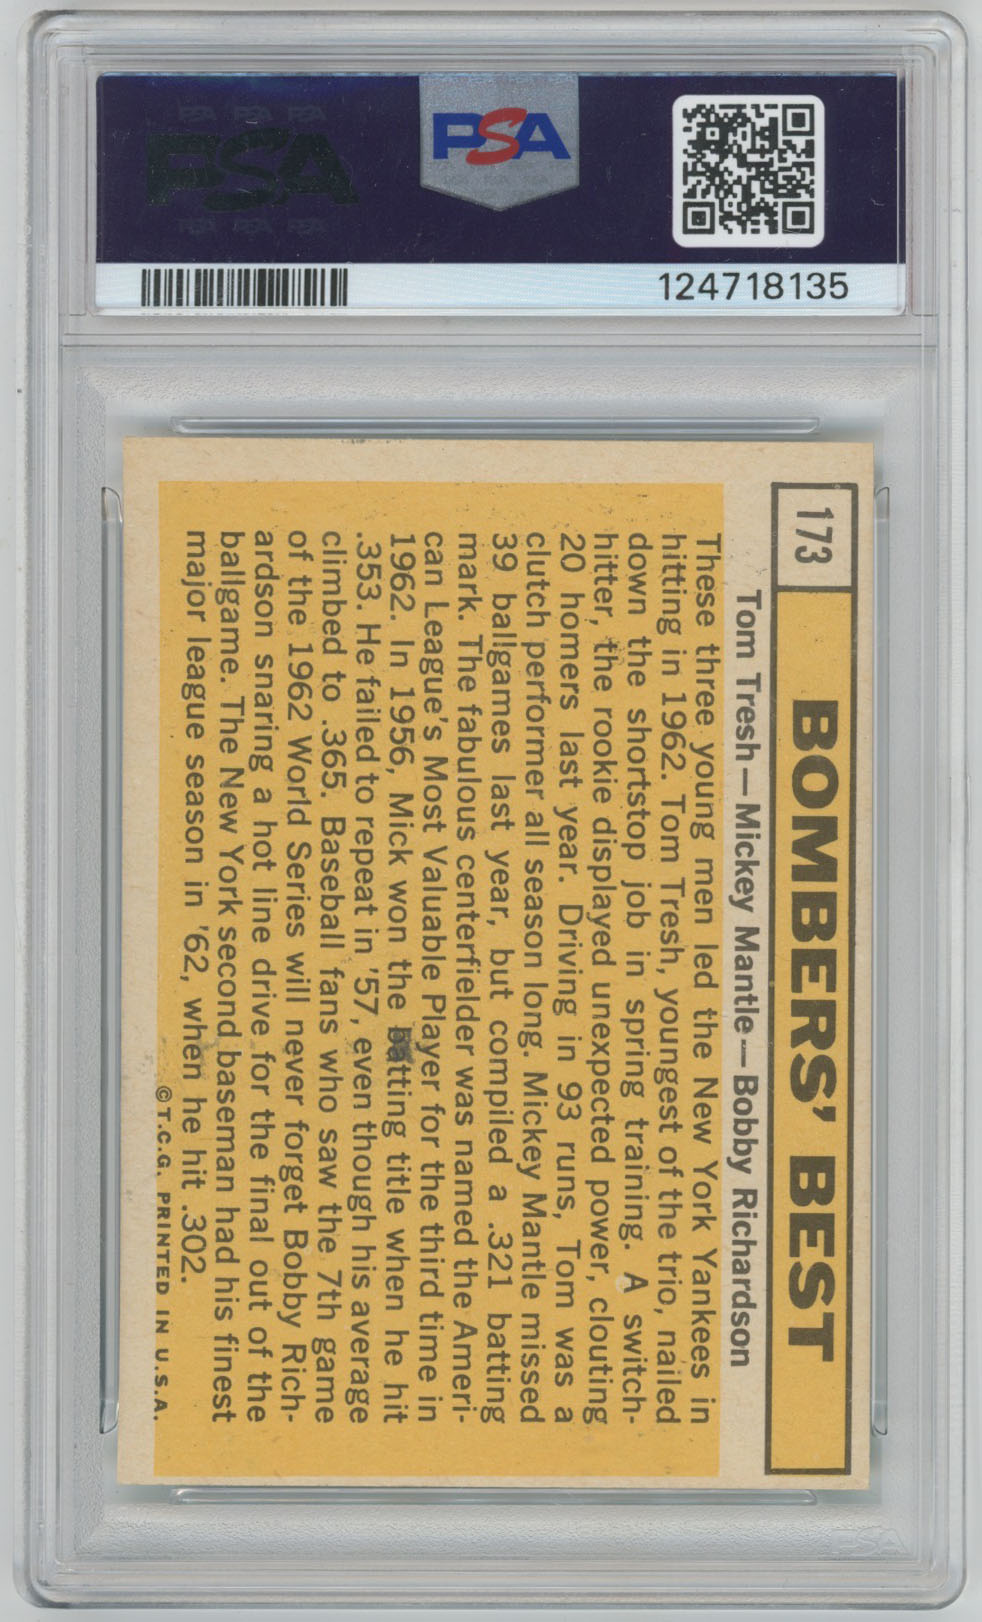 PSA PSA PSA
PSA
PSA PSA PSA
PSA
124718135
173
BOMBERS' BEST
Tom Tresh—Mickey Mantle—Bobby Richardson
These three young men led the New York Yankees in
hitting in 1962. Tom Tresh, youngest of the trio, nailed
down the shortstop job in spring training. A switch-
hitter, the rookie displayed unexpected power, clouting
20 homers last year. Driving in 93 runs, Tom was a
clutch performer all season long. Mickey Mantle missed
39 ballgames last year, but compiled a .321 batting
mark. The fabulous centerfielder was named the Ameri-
can League's Most Valuable Player for the third time in
1962. In 1956, Mick won the batting title when he hit
.353. He failed to repeat in '57, even though his average
climbed to .365. Baseball fans who saw the 7th game
of the 1962 World Series will never forget Bobby Rich-
ardson snaring a hot line drive for the final out of the
ballgame. The New York second baseman had his finest
major league season in '62, when he hit .302.
©T.C.G. PRINTED IN U.S.A.
PSA